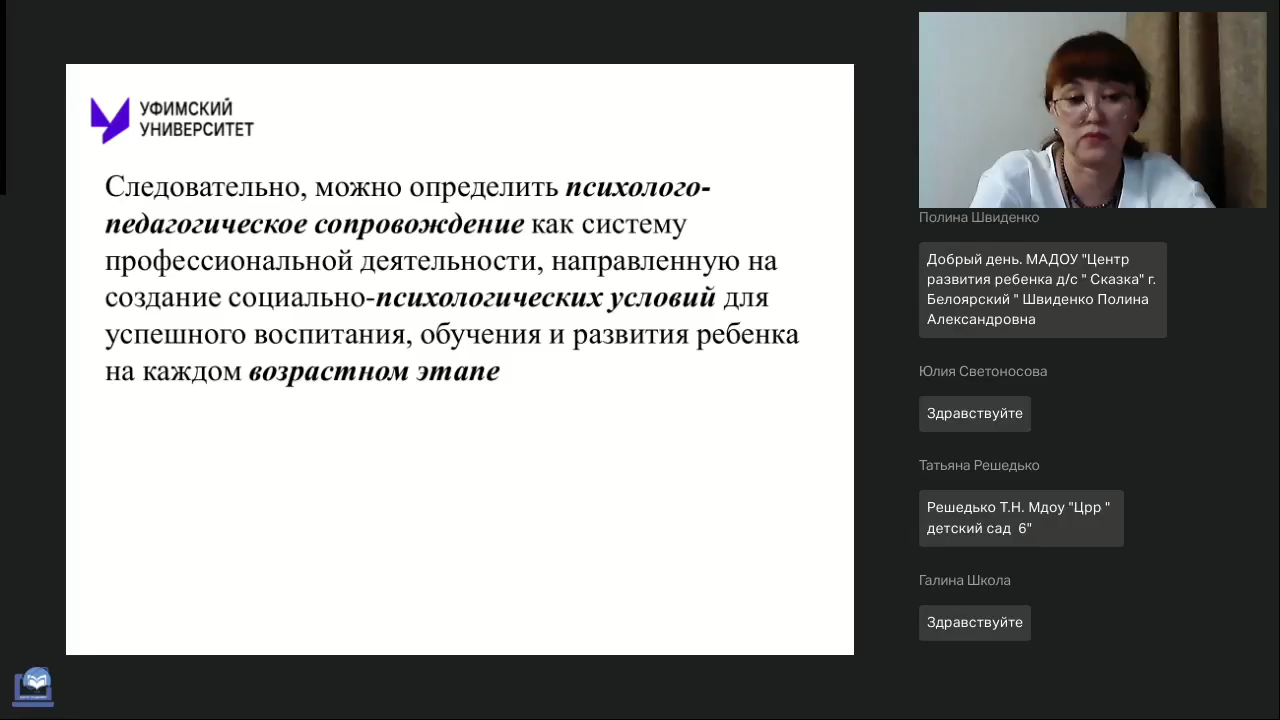 УФИМСКИЙ
УНИВЕРСИТЕТ
Следовательно, можно определить психолого-
педагогическое сопровождение как систему
профессиональной деятельности, направленную на
создание социально-психологических условий для
успешного воспитания, обучения и развития ребенка
на каждом возрастном этапе
Полина Швиденко
Добрый день. МАДОУ "Центр
развития ребенка д/с " Сказка" г.
Белоярский " Швиденко Полина
Александровна
Юлия Светоносова
Здравствуйте
Татьяна Решедько
Решедько Т.Н. Мдоу "Црр "
детский сад  6"
Галина Школа
Здравствуйте